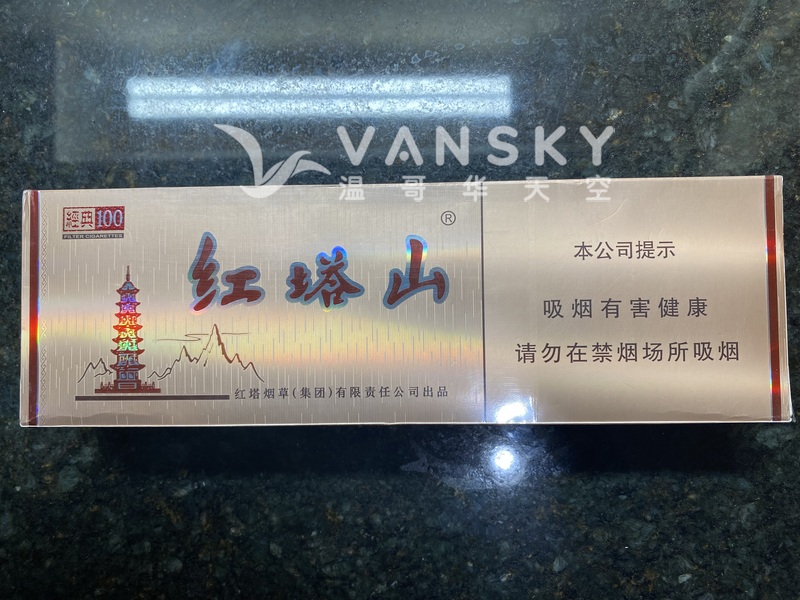 VANSKY
温哥华天空
經典100
FILTER CIGARETTES
红塔山®
红塔烟草(集团)有限责任公司出品
本公司提示
吸烟有害健康
请勿在禁烟场所吸烟